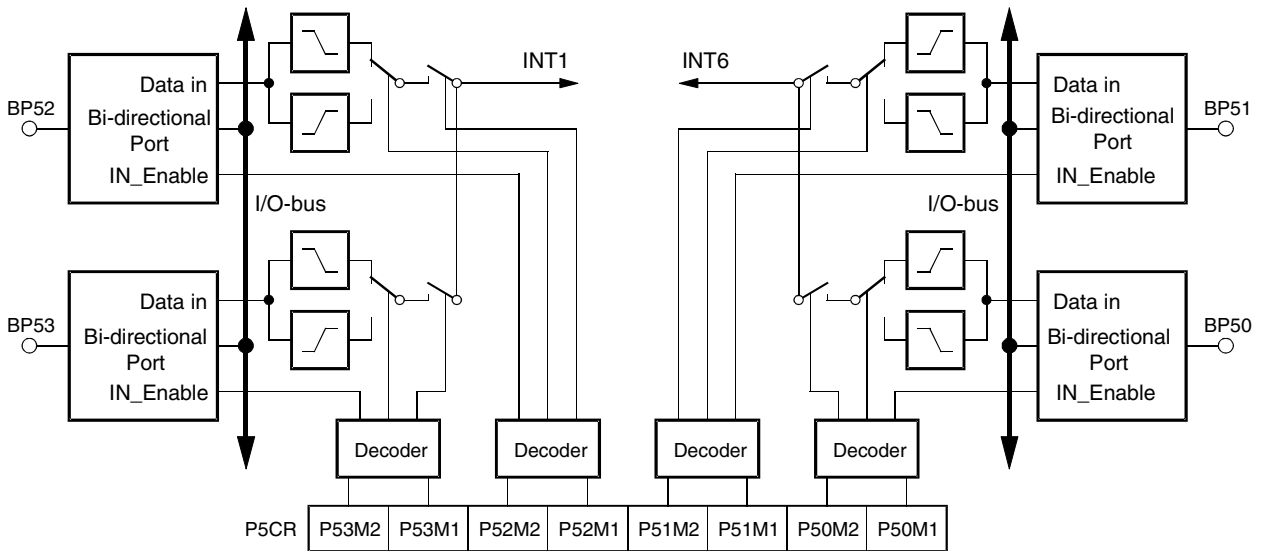 INT1
INT6
Data in
Bi-directional
Port
IN_Enable
BP52
Data in
Bi-directional
Port
IN_Enable
BP51
I/O-bus
I/O-bus
Data in
Bi-directional
Port
IN_Enable
BP53
Data in
Bi-directional
Port
IN_Enable
BP50
Decoder
Decoder
Decoder
Decoder
P5CR P53M2 P53M1 P52M2 P52M1 P51M2 P51M1 P50M2 P50M1